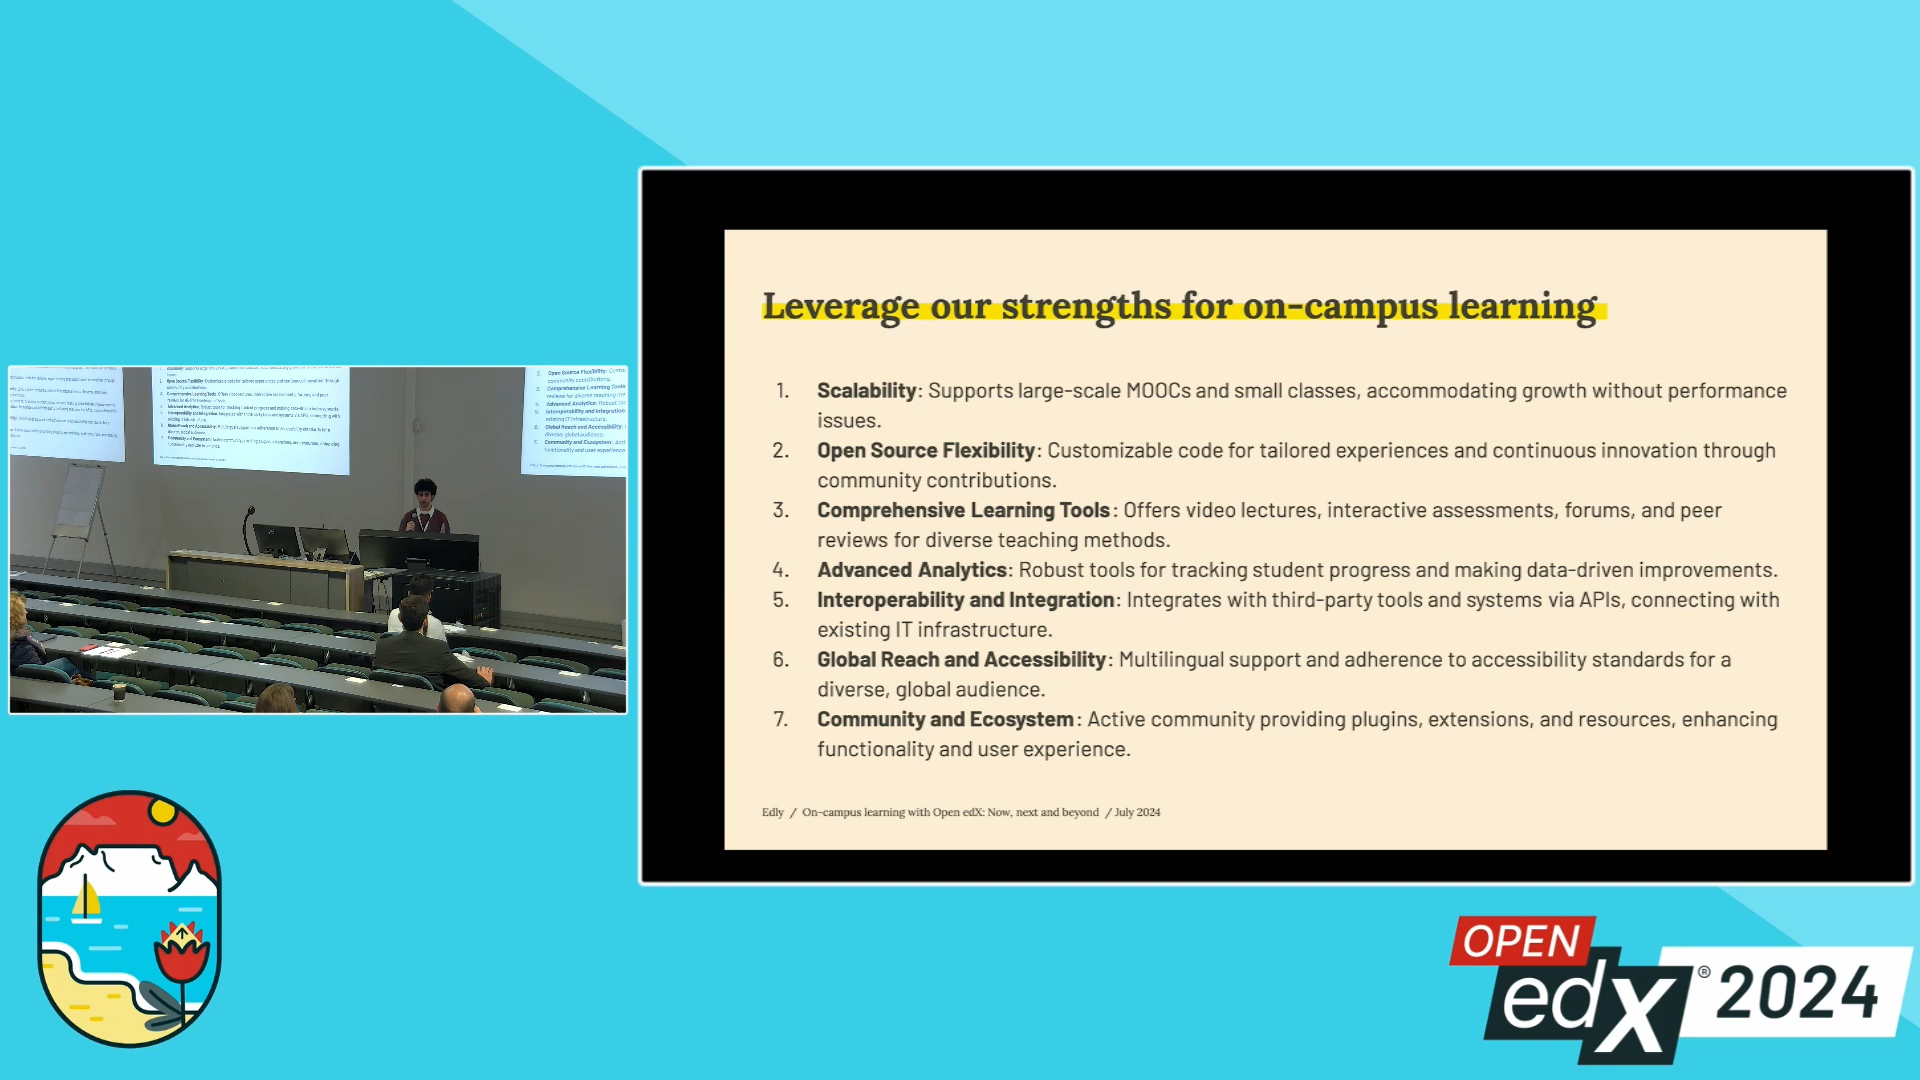 Leverage our strengths for on-campus learning
1. Scalability: Supports large-scale MOOCs and small classes, accommodating growth without performance
issues.
2. Open Source Flexibility: Customizable code for tailored experiences and continuous innovation through
community contributions.
3. Comprehensive Learning Tools: Offers video lectures, interactive assessments, forums, and peer
reviews for diverse teaching methods.
4. Advanced Analytics: Robust tools for tracking student progress and making data-driven improvements.
5. Interoperability and Integration: Integrates with third-party tools and systems via APIs, connecting with
existing IT infrastructure.
6. Global Reach and Accessibility: Multilingual support and adherence to accessibility standards for a
diverse, global audience.
7. Community and Ecosystem: Active community providing plugins, extensions, and resources, enhancing
functionality and user experience.
Edly / On-campus learning with Open edX: Now, next and beyond / July 2024
OPEN
edX® 2024